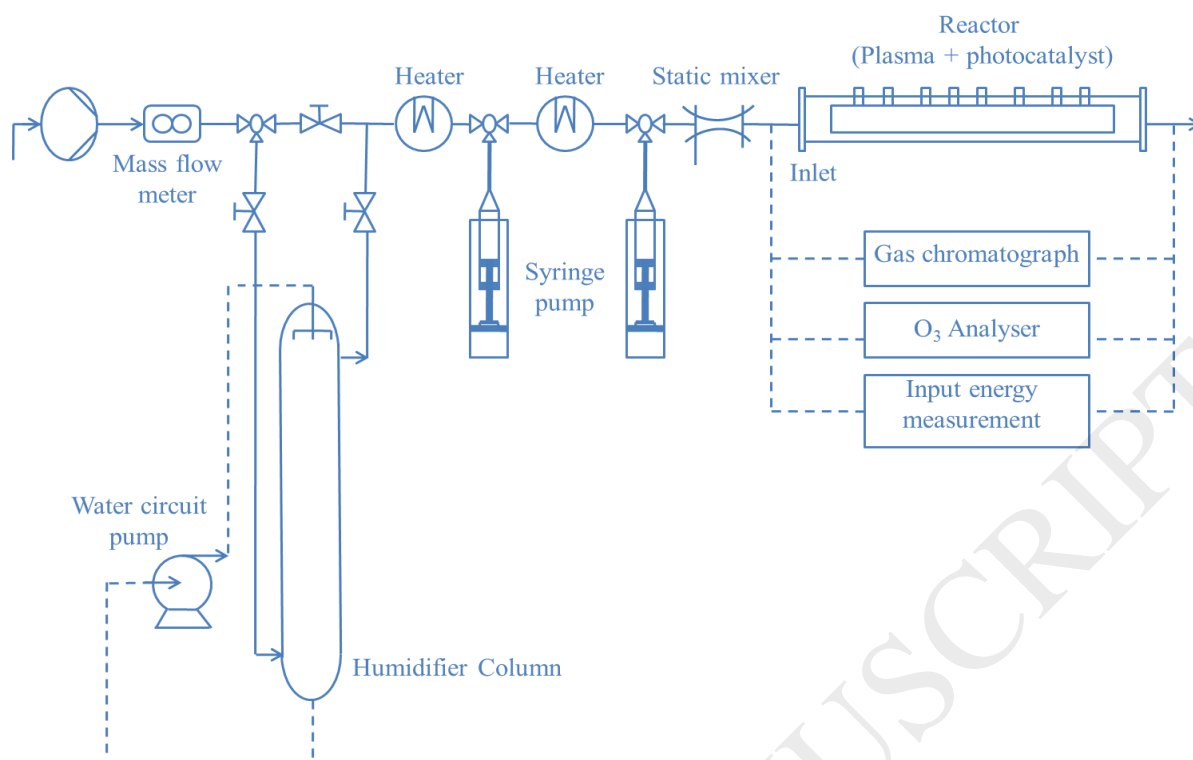 Reactor
(Plasma + photocatalyst)
Heater
Heater
Static mixer
Mass flow
meter
Inlet
Gas chromatograph
Syringe
pump
O₃ Analyser
Input energy
measurement
Water circuit
pump
Humidifier Column
USCRIPT